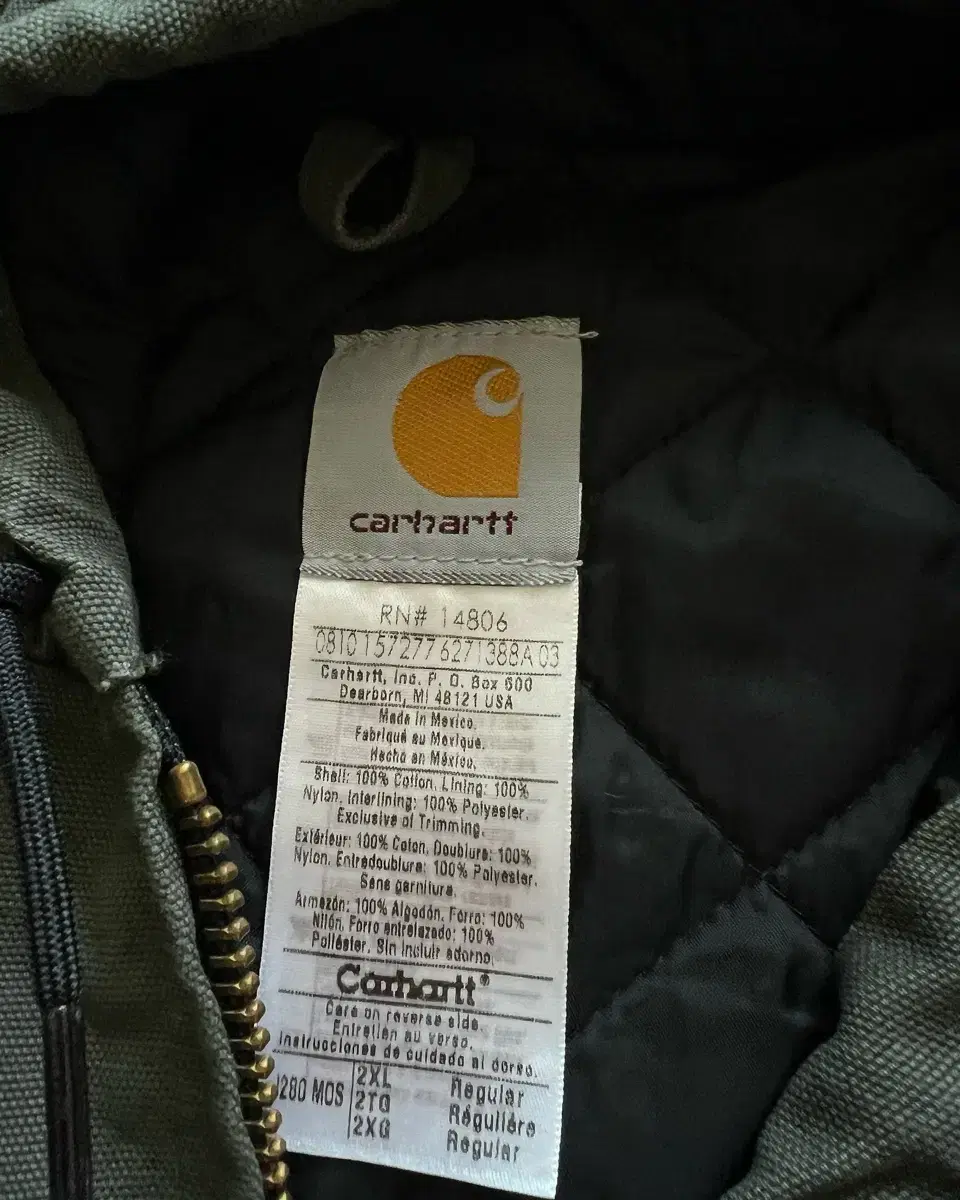 carhartt
RN# 14806
0810 157277 6271388A 03
Carhartt, Inc. P. O. Box 600
Dearborn, MI 48121 USA
Made in Mexico.
Fabriqué au Mexique.
Hecho en México.
Shell: 100% Cotton, Lining: 100%
Nylon, Interlining: 100% Polyester.
Exclusive of Trimming.
Extérieur: 100% Coton, Doublure: 100%
Nylon, Entredoublure: 100% Polyester.
Sans garniture.
Armazón: 100% Algodón, Forro: 100%
Nilón, Forro entrelazado: 100%
Poliéster. Sin incluir adorno.
Carhartt®
Care on reverse side.
Entretien au verso.
Instrucciones de cuidado al dorso.
J280 MOS 2XL Regular
2TG Régulière
2XG Regular